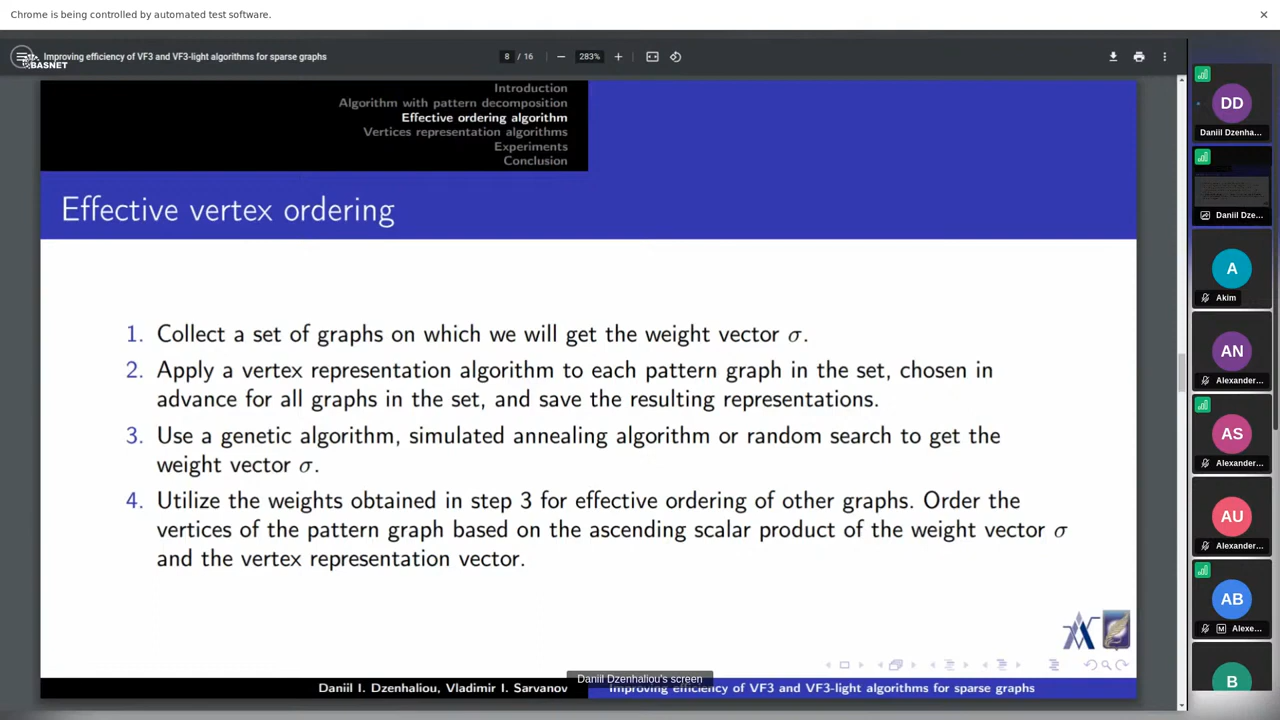 Chrome is being controlled by automated test software.
BASNET
Improving efficiency of VF3 and VF3-light algorithms for sparse graphs
8 / 16
283%
Introduction
Algorithm with pattern decomposition
Effective ordering algorithm
Vertices representation algorithms
Experiments
Conclusion
Effective vertex ordering
1. Collect a set of graphs on which we will get the weight vector σ.
2. Apply a vertex representation algorithm to each pattern graph in the set, chosen in
advance for all graphs in the set, and save the resulting representations.
3. Use a genetic algorithm, simulated annealing algorithm or random search to get the
weight vector σ.
4. Utilize the weights obtained in step 3 for effective ordering of other graphs. Order the
vertices of the pattern graph based on the ascending scalar product of the weight vector σ
and the vertex representation vector.
Daniil I. Dzenhaliou, Vladimir I. Sarvanov
Improving efficiency of VF3 and VF3-light algorithms for sparse graphs
Daniil Dzenhaliou's screen
DD
Daniil Dzenha...
Daniil Dze...
A
Akim
AN
Alexander...
AS
Alexander...
AU
Alexander...
AB
M Alexe...
B